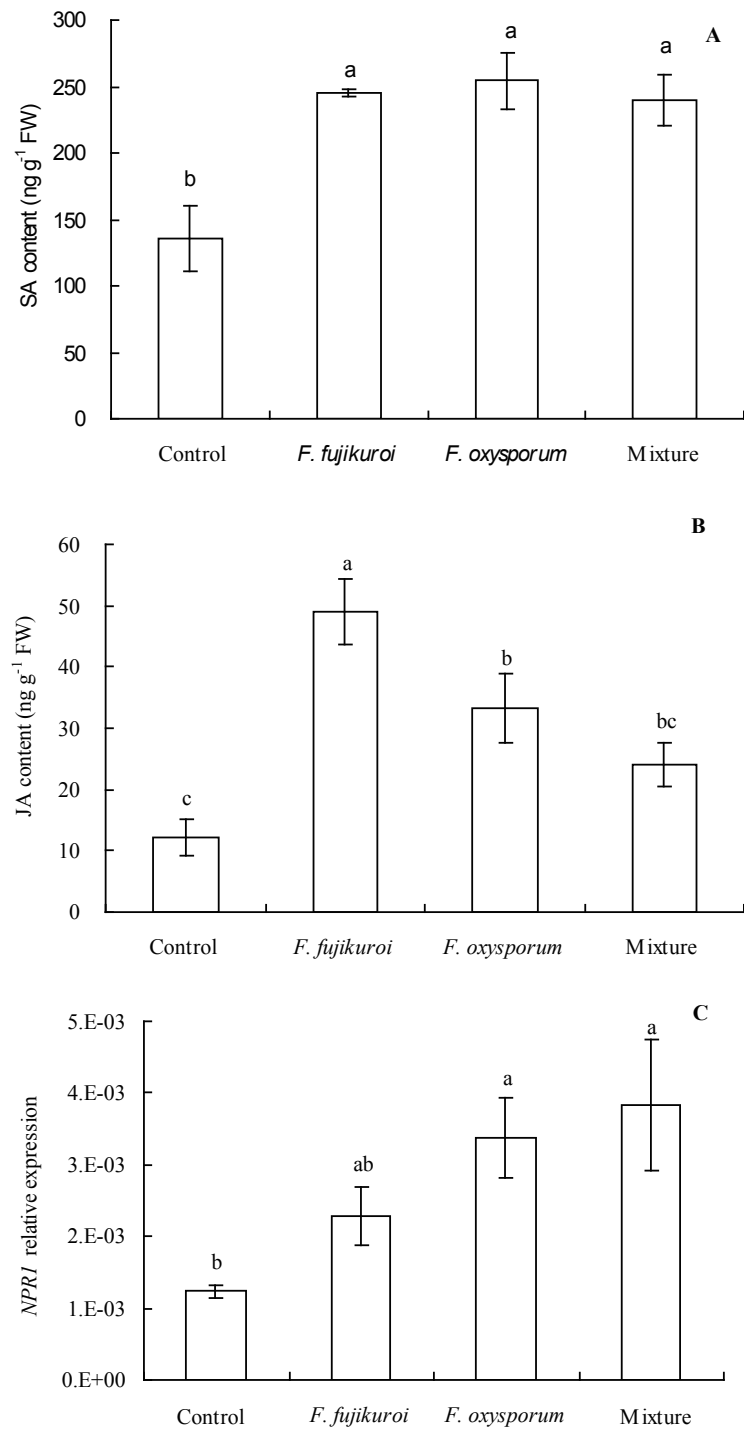 A
SA content (ng g⁻¹ FW)
300
250
200
150
100
50
0
b
a
a
a
Control F. fujikuroi F. oxysporum Mixture
B
JA content (ng g⁻¹ FW)
60
50
40
30
20
10
0
c
a
b
bc
Control F. fujikuroi F. oxysporum Mixture
C
NPR1 relative expression
5.E-03
4.E-03
3.E-03
2.E-03
1.E-03
0.E+00
b
ab
a
a
Control F. fujikuroi F. oxysporum Mixture